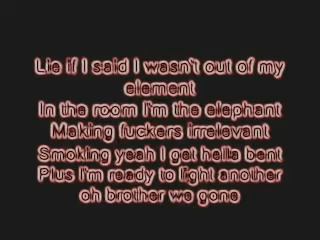 Lie if I said I wasn't out of my
element
In the room I'm the elephant
Making fuckers irrelevant
Smoking yeah I get hella bent
Plus I'm ready to light another
oh brother we gone